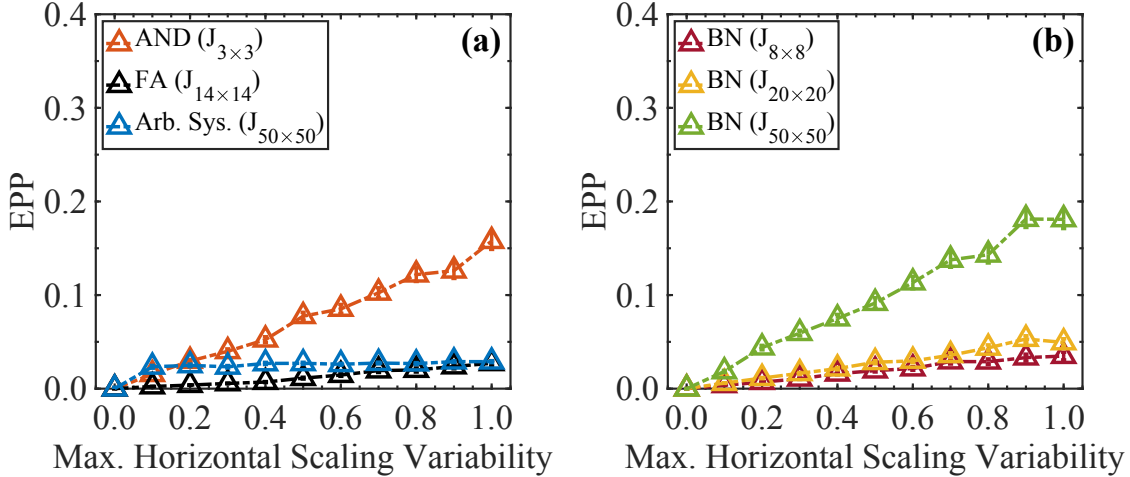 0.4
0.3
0.2
0.1
0.0
EPP
AND (J3×3)
FA (J14×14)
Arb. Sys. (J50×50)
(a)
0.0 0.2 0.4 0.6 0.8 1.0
Max. Horizontal Scaling Variability
0.4
0.3
0.2
0.1
0.0
EPP
BN (J8×8)
BN (J20×20)
BN (J50×50)
(b)
0.0 0.2 0.4 0.6 0.8 1.0
Max. Horizontal Scaling Variability